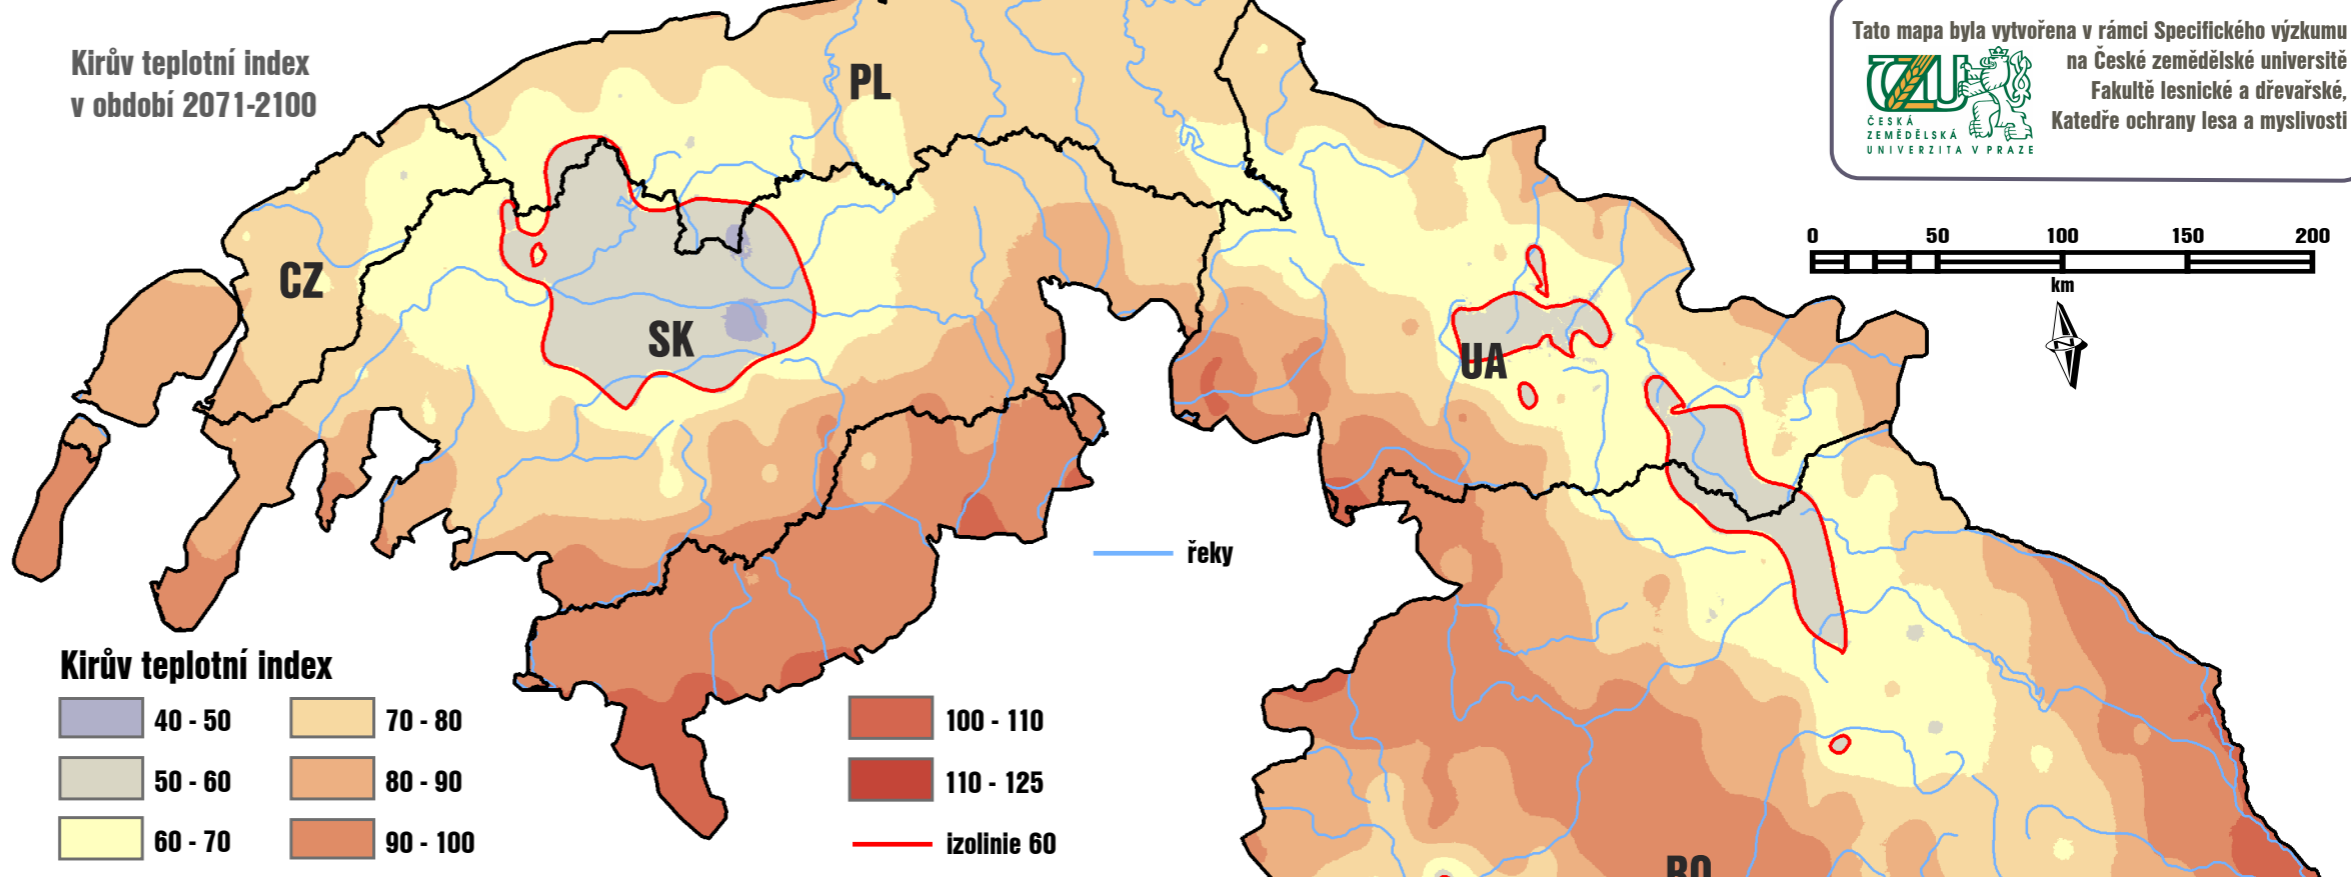 Kirův teplotní index
v období 2071-2100
PL
Tato mapa byla vytvořena v rámci Specifického výzkumu
na České zemědělské universitě
Fakultě lesnické a dřevařské,
Katedře ochrany lesa a myslivosti
ČZU
ČESKÁ
ZEMĚDĚLSKÁ
UNIVERZITA V PRAZE
0 50 100 150 200
km
N
CZ
SK
UA
řeky
Kirův teplotní index
40 - 50
50 - 60
60 - 70
70 - 80
80 - 90
90 - 100
100 - 110
110 - 125
izolinie 60
RO